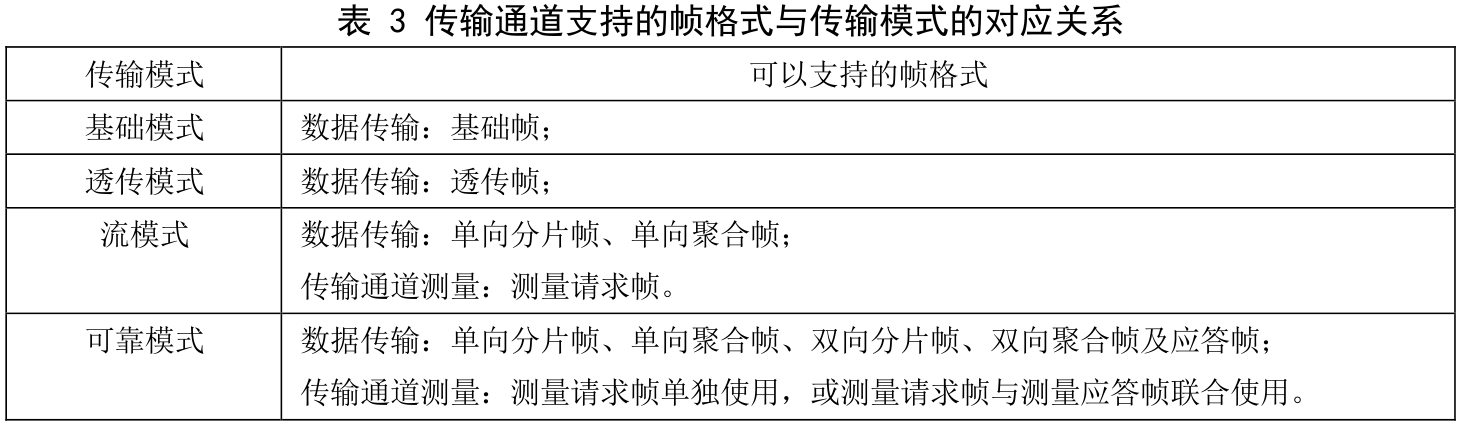 表 3 传输通道支持的帧格式与传输模式的对应关系
传输模式 可以支持的帧格式
基础模式 数据传输：基础帧；
透传模式 数据传输：透传帧；
流模式 数据传输：单向分片帧、单向聚合帧；
传输通道测量：测量请求帧。
可靠模式 数据传输：单向分片帧、单向聚合帧、双向分片帧、双向聚合帧及应答帧；
传输通道测量：测量请求帧单独使用，或测量请求帧与测量应答帧联合使用。